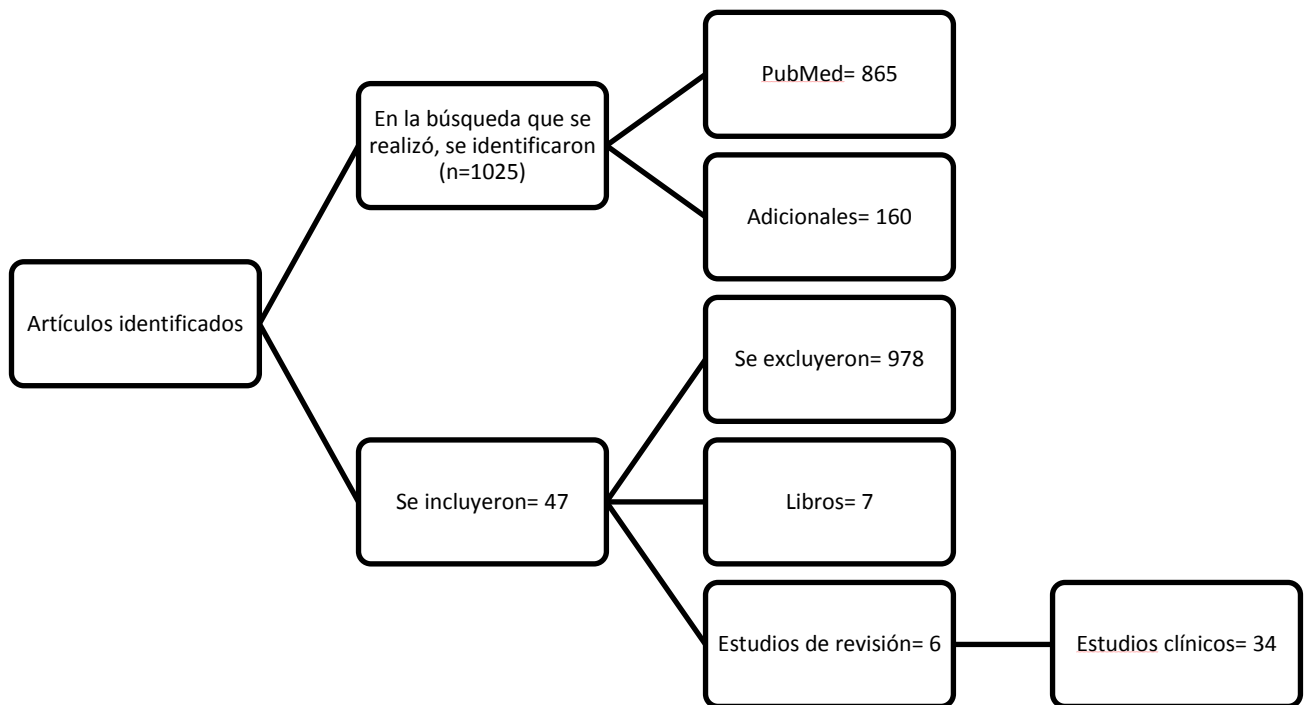 Artículos identificados
En la búsqueda que se
realizó, se identificaron
(n=1025)
PubMed= 865
Adicionales= 160
Se incluyeron= 47
Se excluyeron= 978
Libros= 7
Estudios de revisión= 6
Estudios clínicos= 34